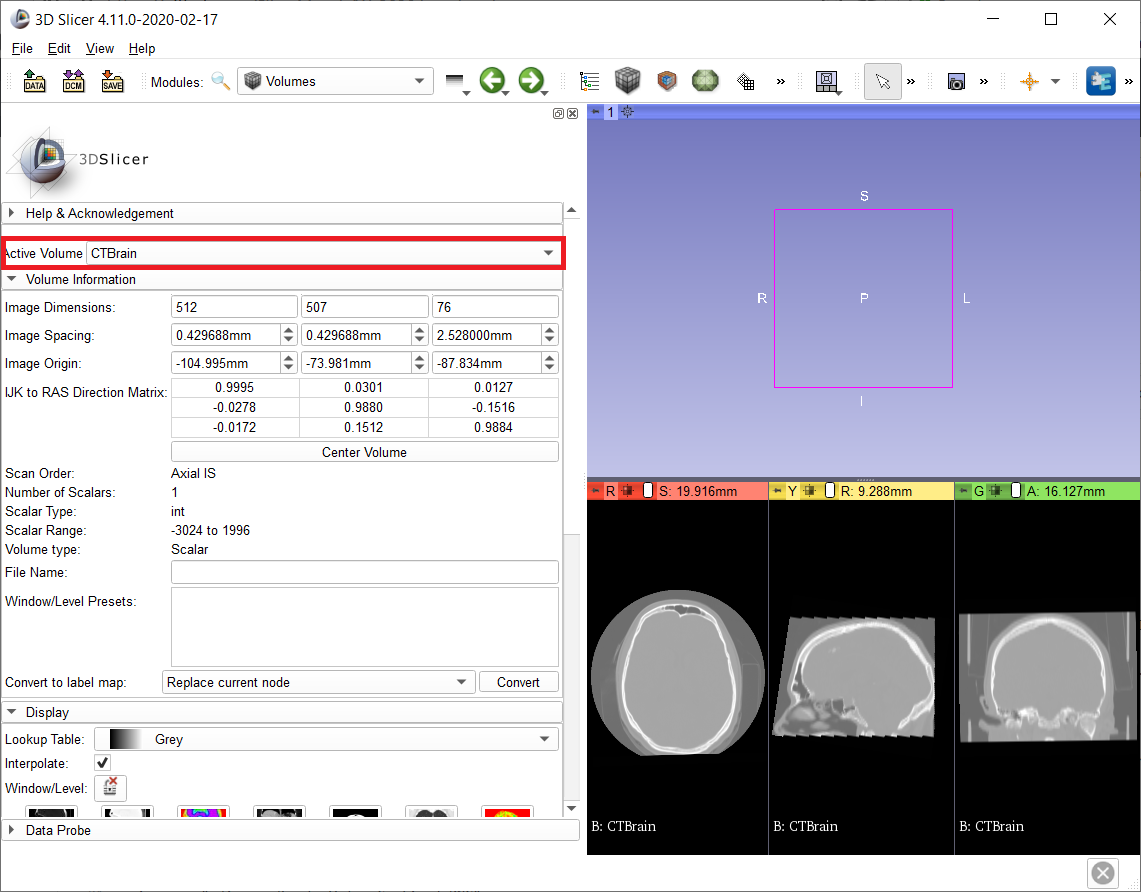 3D Slicer 4.11.0-2020-02-17
File Edit View Help
DATA DCM SAVE Modules: Volumes » » » »
3DSlicer
Help & Acknowledgement
Active Volume CTBrain
Volume Information
Image Dimensions: 512 507 76
Image Spacing: 0.429688mm 0.429688mm 2.528000mm
Image Origin: -104.995mm -73.981mm -87.834mm
IJK to RAS Direction Matrix: 0.9995 0.0301 0.0127
-0.0278 0.9880 -0.1516
-0.0172 0.1512 0.9884
Center Volume
Scan Order: Axial IS
Number of Scalars: 1
Scalar Type: int
Scalar Range: -3024 to 1996
Volume type: Scalar
File Name:
Window/Level Presets:
Convert to label map: Replace current node Convert
Display
Lookup Table: Grey
Interpolate:
Window/Level:
Data Probe
1
S
R P L
I
R S: 19.916mm Y R: 9.288mm G A: 16.127mm
B: CTBrain B: CTBrain B: CTBrain